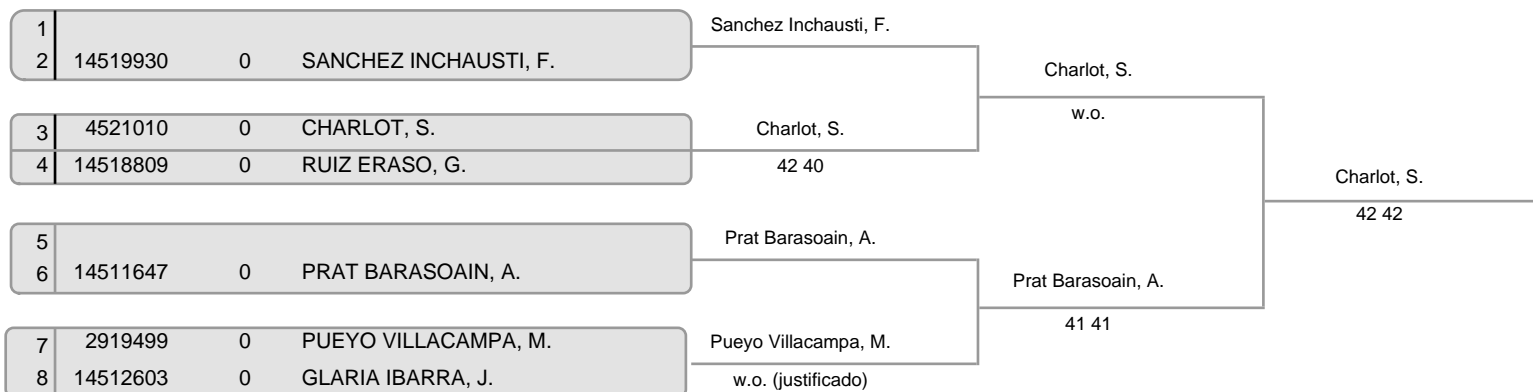 1
2 14519930 0 SANCHEZ INCHAUSTI, F.
3 4521010 0 CHARLOT, S.
4 14518809 0 RUIZ ERASO, G.
5
6 14511647 0 PRAT BARASOAIN, A.
7 2919499 0 PUEYO VILLACAMPA, M.
8 14512603 0 GLARIA IBARRA, J.
Sanchez Inchausti, F.
Charlot, S.
42 40
Prat Barasoain, A.
Pueyo Villacampa, M.
w.o. (justificado)
Charlot, S.
w.o.
Prat Barasoain, A.
41 41
Charlot, S.
42 42